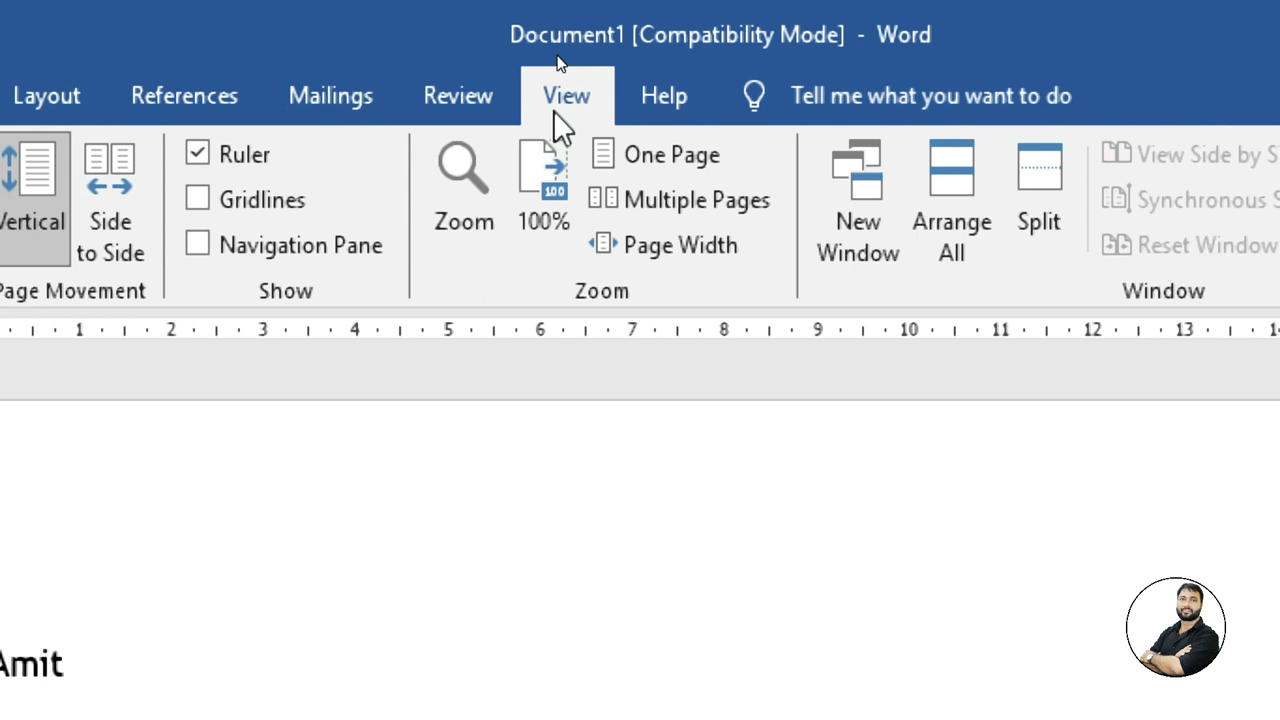 Document1 [Compatibility Mode] - Word
Layout References Mailings Review View Help Tell me what you want to do
Ruler One Page View Side by S
Gridlines Multiple Pages Synchronous S
Vertical Side to Side Navigation Pane Zoom 100% Page Width New Window Arrange All Split Reset Window
Page Movement Show Zoom Window
1 2 3 4 5 6 7 8 9 10 11 12 13 14
Amit